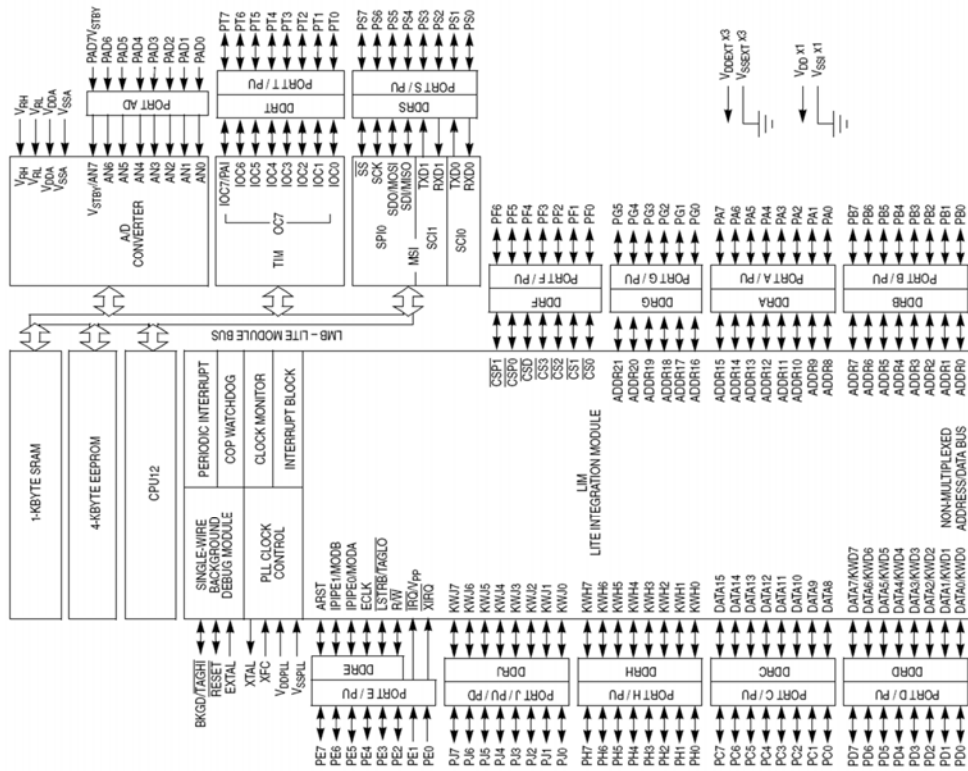 1-KBYTE SRAM
4-KBYTE EEPROM
CPU12
LMB – LITE MODULE BUS
VRH
VRL
VDDA
VSSA
VRH
VRL
VDDA
VSSA
A/D
CONVERTER
VSTBY/AN7
AN6
AN5
AN4
AN3
AN2
AN1
AN0
PORT AD
PAD7VSTBY
PAD6
PAD5
PAD4
PAD3
PAD2
PAD1
PAD0
TIM
OC7
IOC7/PAI
IOC6
IOC5
IOC4
IOC3
IOC2
IOC1
IOC0
DDRT
PORT T / PU
PT7
PT6
PT5
PT4
PT3
PT2
PT1
PT0
MSI
SPI0
SCI1
SCI0
SS
SCK
SDO/MOSI
SDI/MISO
TXD1
RXD1
TXD0
RXD0
DDRS
PORT S / PU
PS7
PS6
PS5
PS4
PS3
PS2
PS1
PS0
SINGLE-WIRE
BACKGROUND
DEBUG MODULE
PLL CLOCK
CONTROL
PERIODIC INTERRUPT
COP WATCHDOG
CLOCK MONITOR
INTERRUPT BLOCK
BKGD/TAGHI
RESET
EXTAL
XTAL
XFC
VDDPLL
VSSPLL
PE7
PE6
PE5
PE4
PE3
PE2
PE1
PE0
PORT E / PU
DDRE
ARST
IPIPE1/MODB
IPIPE0/MODA
ECLK
LSTRB/TAGLO
R/W
IRQ/VPP
XIRQ
PJ7
PJ6
PJ5
PJ4
PJ3
PJ2
PJ1
PJ0
PORT J / PU / PD
DDRJ
KWJ7
KWJ6
KWJ5
KWJ4
KWJ3
KWJ2
KWJ1
KWJ0
PH7
PH6
PH5
PH4
PH3
PH2
PH1
PH0
PORT H / PU
DDRH
KWH7
KWH6
KWH5
KWH4
KWH3
KWH2
KWH1
KWH0
PC7
PC6
PC5
PC4
PC3
PC2
PC1
PC0
PORT C / PU
DDRC
DATA15
DATA14
DATA13
DATA12
DATA11
DATA10
DATA9
DATA8
PD7
PD6
PD5
PD4
PD3
PD2
PD1
PD0
PORT D / PU
DDRD
DATA7/KWD7
DATA6/KWD6
DATA5/KWD5
DATA4/KWD4
DATA3/KWD3
DATA2/KWD2
DATA1/KWD1
DATA0/KWD0
LIM
LITE INTEGRATION MODULE
NON-MULTIPLEXED
ADDRESS/DATA BUS
CSP1
CSP0
CSD
CS3
CS2
CS1
CS0
DDRF
PORT F / PU
PF6
PF5
PF4
PF3
PF2
PF1
PF0
ADDR21
ADDR20
ADDR19
ADDR18
ADDR17
ADDR16
DDRG
PORT G / PU
PG5
PG4
PG3
PG2
PG1
PG0
ADDR15
ADDR14
ADDR13
ADDR12
ADDR11
ADDR10
ADDR9
ADDR8
DDRA
PORT A / PU
PA7
PA6
PA5
PA4
PA3
PA2
PA1
PA0
ADDR7
ADDR6
ADDR5
ADDR4
ADDR3
ADDR2
ADDR1
ADDR0
DDRB
PORT B / PU
PB7
PB6
PB5
PB4
PB3
PB2
PB1
PB0
VDDEXT x3
VSSEXT x3
VDD x1
VSSI x1